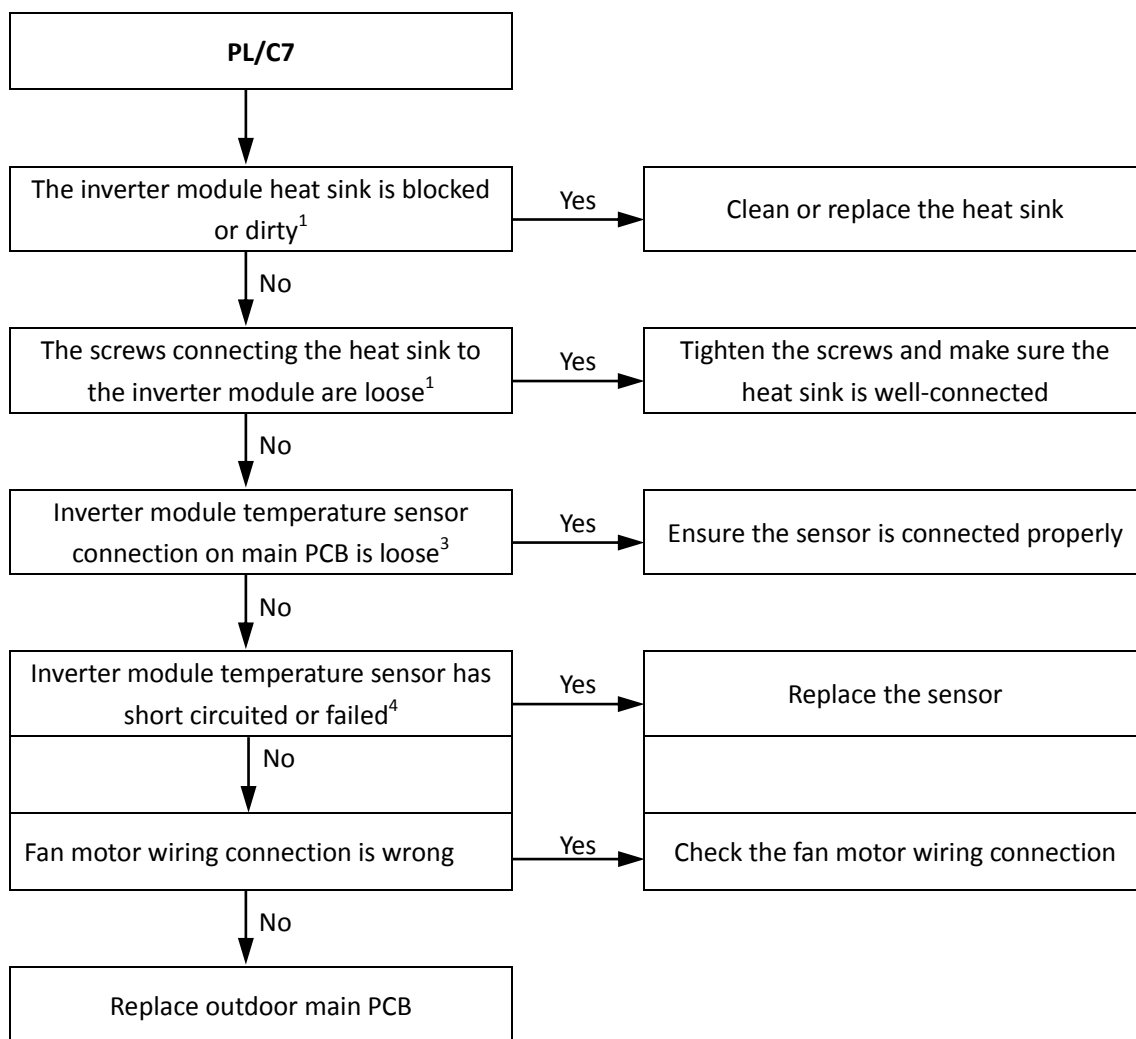 PL/C7
The inverter module heat sink is blocked
or dirty1
Yes
Clean or replace the heat sink
No
The screws connecting the heat sink to
the inverter module are loose1
Yes
Tighten the screws and make sure the
heat sink is well-connected
No
Inverter module temperature sensor
connection on main PCB is loose3
Yes
Ensure the sensor is connected properly
No
Inverter module temperature sensor has
short circuited or failed4
Yes
Replace the sensor
No
Fan motor wiring connection is wrong
Yes
Check the fan motor wiring connection
No
Replace outdoor main PCB